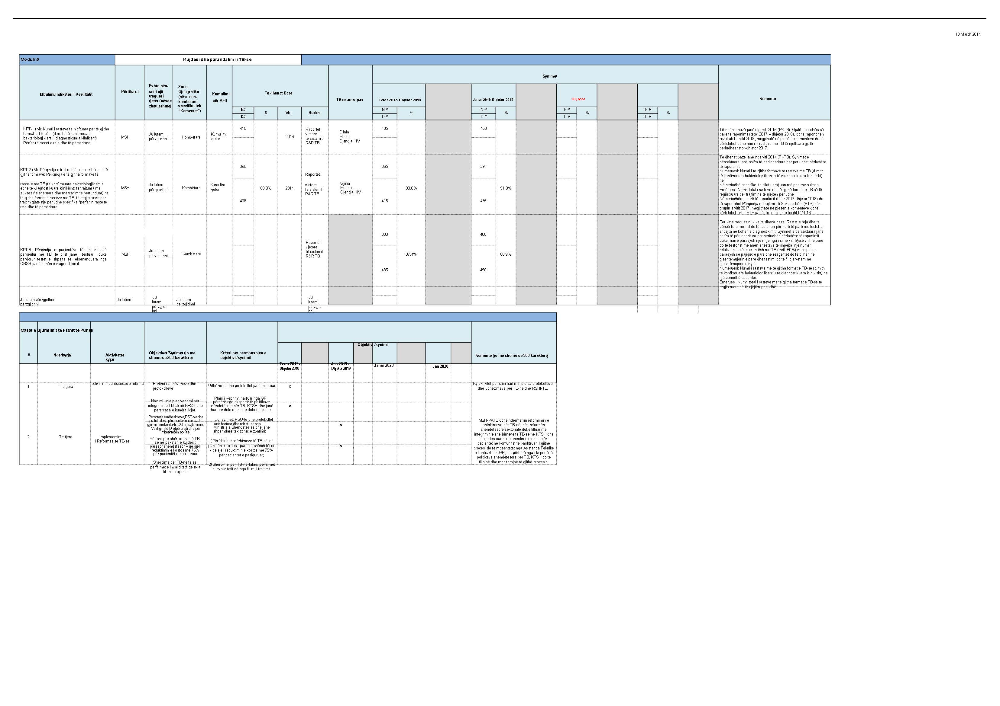 10 March 2014
Moduli 5
Kujdesi dhe parandalimi i TB-së
Mbulimi/Indikatori i Rezultatit
Përfituesi
Është nën-
set i një
treguesi
tjetër (nëse e
zbatueshme)
Zona
Gjeografike
(nëse nën-
kombëtare,
specifiko tek
“Komentet”)
Kumulimi
për AFD
Të dhënat Bazë
N#
D#
%
Viti
Burimi
Të ndara sipas
Synimet
Tetor 2017- Dhjetor 2018
N #
D #
%
Janar 2019-Dhjetor 2019
N #
D #
%
20 janar
N #
D #
%
N #
D #
%
Komente
KPT-1 (M): Numri i rasteve të njoftuara për të gjitha
format e TB-së – (d.m.th. të konfirmuara
bakteriologjikisht + diagnostikuara klinikisht)
Përfshirë rastet e reja dhe të përsëritura.
MSH
Ju lutem
përzgjidhni...
Kombëtare
Kumulim
vjetor
415
2016
Raportet
vjetore
të sistemit
R&R TB
Gjinia
Mosha
Gjendja HIV
435
450
Të dhënat bazë janë nga viti 2015 (PKTB). Gjatë periudhës së
parë të raportimit (tetor 2017 – dhjetor 2018), do të raportohen
rezultatet e vitit 2018, megjithatë në pjesën e komenteve do të
përfshihet edhe numri i rasteve me TB të njoftuara gjatë
periudhës tetor-dhjetor 2017.
KPT-2 (M): Përqindja e trajtimit të suksesshëm – i të
gjitha formave: Përqindja e të gjitha formave të
rasteve me TB (të konfirmuara bakteriologjikisht si
edhe të diagnostikuara klinikisht) të trajtuara me
sukses (të shëruara dhe me trajtim të përfunduar) në
të gjithë format e rasteve me TB, të regjistruara për
trajtim gjatë një periudhe specifike *përfshin raste të
reja dhe të përsëritura.
MSH
Ju lutem
përzgjidhni...
Kombëtare
Kumulim
vjetor
360
408
88.0%
2014
Raportet
vjetore
të sistemit
R&R TB
Gjinia
Mosha
Gjendja HIV
365
415
88.0%
397
435
91.3%
Të dhënat bazë janë nga viti 2014 (PKTB). Synimet e
përcaktuara janë shifra të përllogaritura për periudhat përkatëse
të raportimit.
Numëruesi: Numri i të gjitha formave të rasteve me TB (d.m.th.
të konfirmuara bakteriologjikisht + të diagnostikuara klinikisht)
në
një periudhë specifike, të cilat u trajtuan më pas me sukses.
Emëruesi: Numri total i rasteve me të gjithë format e TB-së të
regjistruara për trajtim në të njëjtën periudhë.
Në periudhën e parë të raportimit (tetor 2017-dhjetor 2018) do
të raportohet Përqindja e Trajtimit të Suksesshëm (PTS) për
grupin e vitit 2017, megjithatë në pjesën e komenteve do të
përfshihet edhe PTS-ja për tre mujorin e fundit të 2016.
KPT-8: Përqindja e pacientëve të rinj dhe të
përsëritur me TB, të cilët janë testuar duke
përdorur testet e shpejta të rekomanduara nga
OBSH-ja në kohën e diagnostikimit.
MSH
Ju lutem
përzgjidhni...
Kombëtare
Raportet
vjetore
të sistemit
R&R TB
380
435
87.4%
400
450
88.9%
Për këtë tregues nuk ka të dhëna bazë. Rastet e reja dhe të
përsëritura me TB do të testohen për herë të parë me testet e
shpejta në kohën e diagnostikimit. Synimet e përcaktuara janë
shifra të përllogaritura për periudhën përkatëse të raportimit,
duke marrë parasysh një rritje nga viti në vit. Gjatë vitit të parë
do të testohet me anën e testeve të shpejta, një numër
relativisht i ulët pacientësh me TB (rreth 50%) duke pasur
parasysh se pajisjet e para dhe reagentët do të blihen në
gjashtëmujorin e parë dhe testimi do të fillojë vetëm në
gjashtëmujorin e dytë.
Numëruesi: Numri i rasteve me të gjitha format e TB-së (d.m.th.
të konfirmuara bakteriologjikisht + të diagnostikuara klinikisht) në
një periudhë specifike.
Emëruesi: Numri total i rasteve me të gjitha format e TB-së të
regjistruara në të njëjtën periudhë.
Ju lutem përzgjidhni
përzgjidhni
Ju lutem
Ju
lutem
përzgjid
hni
Ju lutem
përzgjidhni
Ju
lutem
përzgjid
hni
Masat e Gjurmimit të Planit të Punës
#
Ndërhyrja
Aktivitetet
kyçe
Objektivat/Synimet (jo më
shumë se 200 karaktere)
Kriteri për përmbushjen e
objektivit/synimit
Objektivi /synimi
Tetor 2017-
Dhjetor 2018
Jan 2019 -
Dhjetor 2019
Janar 2020
Jan-2020
Komente (jo më shumë se 500 karaktere)
1
Te tjera
Zhvillim i udhëzueseve mbi TB
Hartimi i Udhëzimeve dhe
protokolleve
Udhëzimet dhe protokollet janë miratuar
x
Ky aktivitet përfshin hartimin e disa protokolleve
dhe udhëzimeve për TB-në dhe RSHI-TB.
2
Te tjera
Implementimi
i Reformës së TB-së
Hartimi i një plan veprimi për
integrimin e TB-së në KPSH dhe
përshtatja e kuadrit ligjor.
Plani i Veprimit hartuar nga GP i
përbërë nga ekspertë të politikave
shëndetësore për TB, KPSH dhe janë
hartuar dokumentet e duhura ligjore.
x
Përshtatja e udhëzimeve, PSO-ve dhe
protokolleve për identifikimin e rastit,
gjurmimin e kontaktit, DOT (Trajtimin me
Vëzhgim të Drejtpërdrejt) dhe për
mbështetjen sociale.
Udhëzimet, PSO-të dhe protokollet
janë hartuar dhe miratuar nga
Ministria e Shëndetësisë dhe janë
shpërndarë tek zonat e zbatimit
x
Përfshirja e shërbimeve të TB-
së në paketën e kujdesit
parësor shëndetësor – që sjell
reduktimin e kostos me 75%
për pacientët e pasiguruar
Shërbime për TB-në falas,
përfitimet e invaliditetit që nga
fillimi i trajtimit.
1)Përfshirja e shërbimeve të TB-së në
paketën e kujdesit parësor shëndetësor
- që sjell reduktimin e kostos me 75%
për pacientët e pasiguruar;
2)Shërbime për TB-në falas, përfitimet
e invaliditetit që nga fillimi i trajtimit
x
MSH-PKTB do të ndërmarrin reformimin e
shërbimeve për TB-në, nën reformën
shëndetësore sektoriale duke filluar me
integrimin e shërbimeve të TB-së në KPSH dhe
duke testuar komponentin e modelit për
pacientët në komunitet të pashtruar. I gjithë
procesi do të mbështetet nga Asistenca Teknike
e kontraktuar. GP-ja e përbërë nga ekspertë të
politikave shëndetësore për TB, KPSH do të
fillojnë dhe monitorojnë të gjithë procesin.